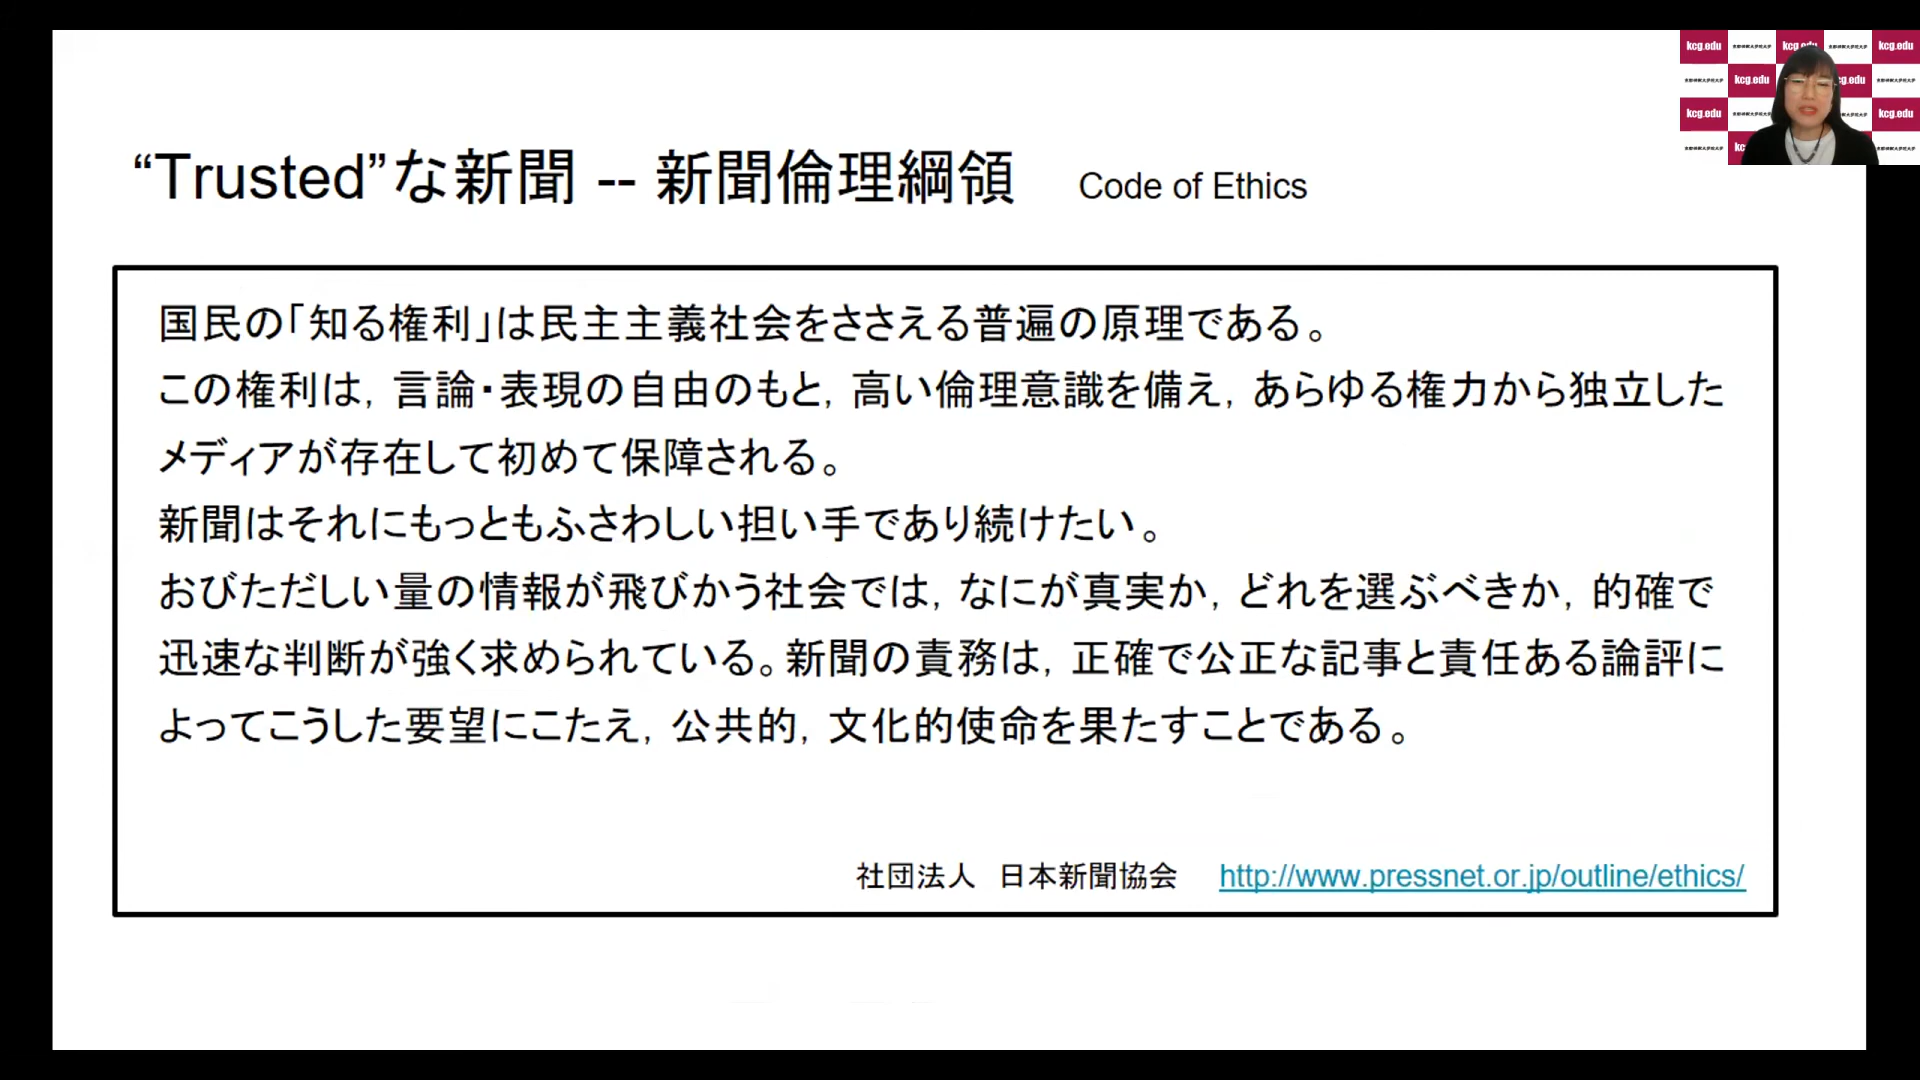 “Trusted”な新聞 -- 新聞倫理綱領 Code of Ethics
国民の「知る権利」は民主主義社会をささえる普遍の原理である。
この権利は，言論・表現の自由のもと，高い倫理意識を備え，あらゆる権力から独立した
メディアが存在して初めて保障される。
新聞はそれにもっともふさわしい担い手であり続けたい。
おびただしい量の情報が飛びかう社会では，なにが真実か，どれを選ぶべきか，的確で
迅速な判断が強く求められている。新聞の責務は，正確で公正な記事と責任ある論評に
よってこうした要望にこたえ，公共的，文化的使命を果たすことである。
社団法人 日本新聞協会 http://www.pressnet.or.jp/outline/ethics/
kcg.edu
kcg.edu
kcg.edu
kcg.edu
kcg.edu